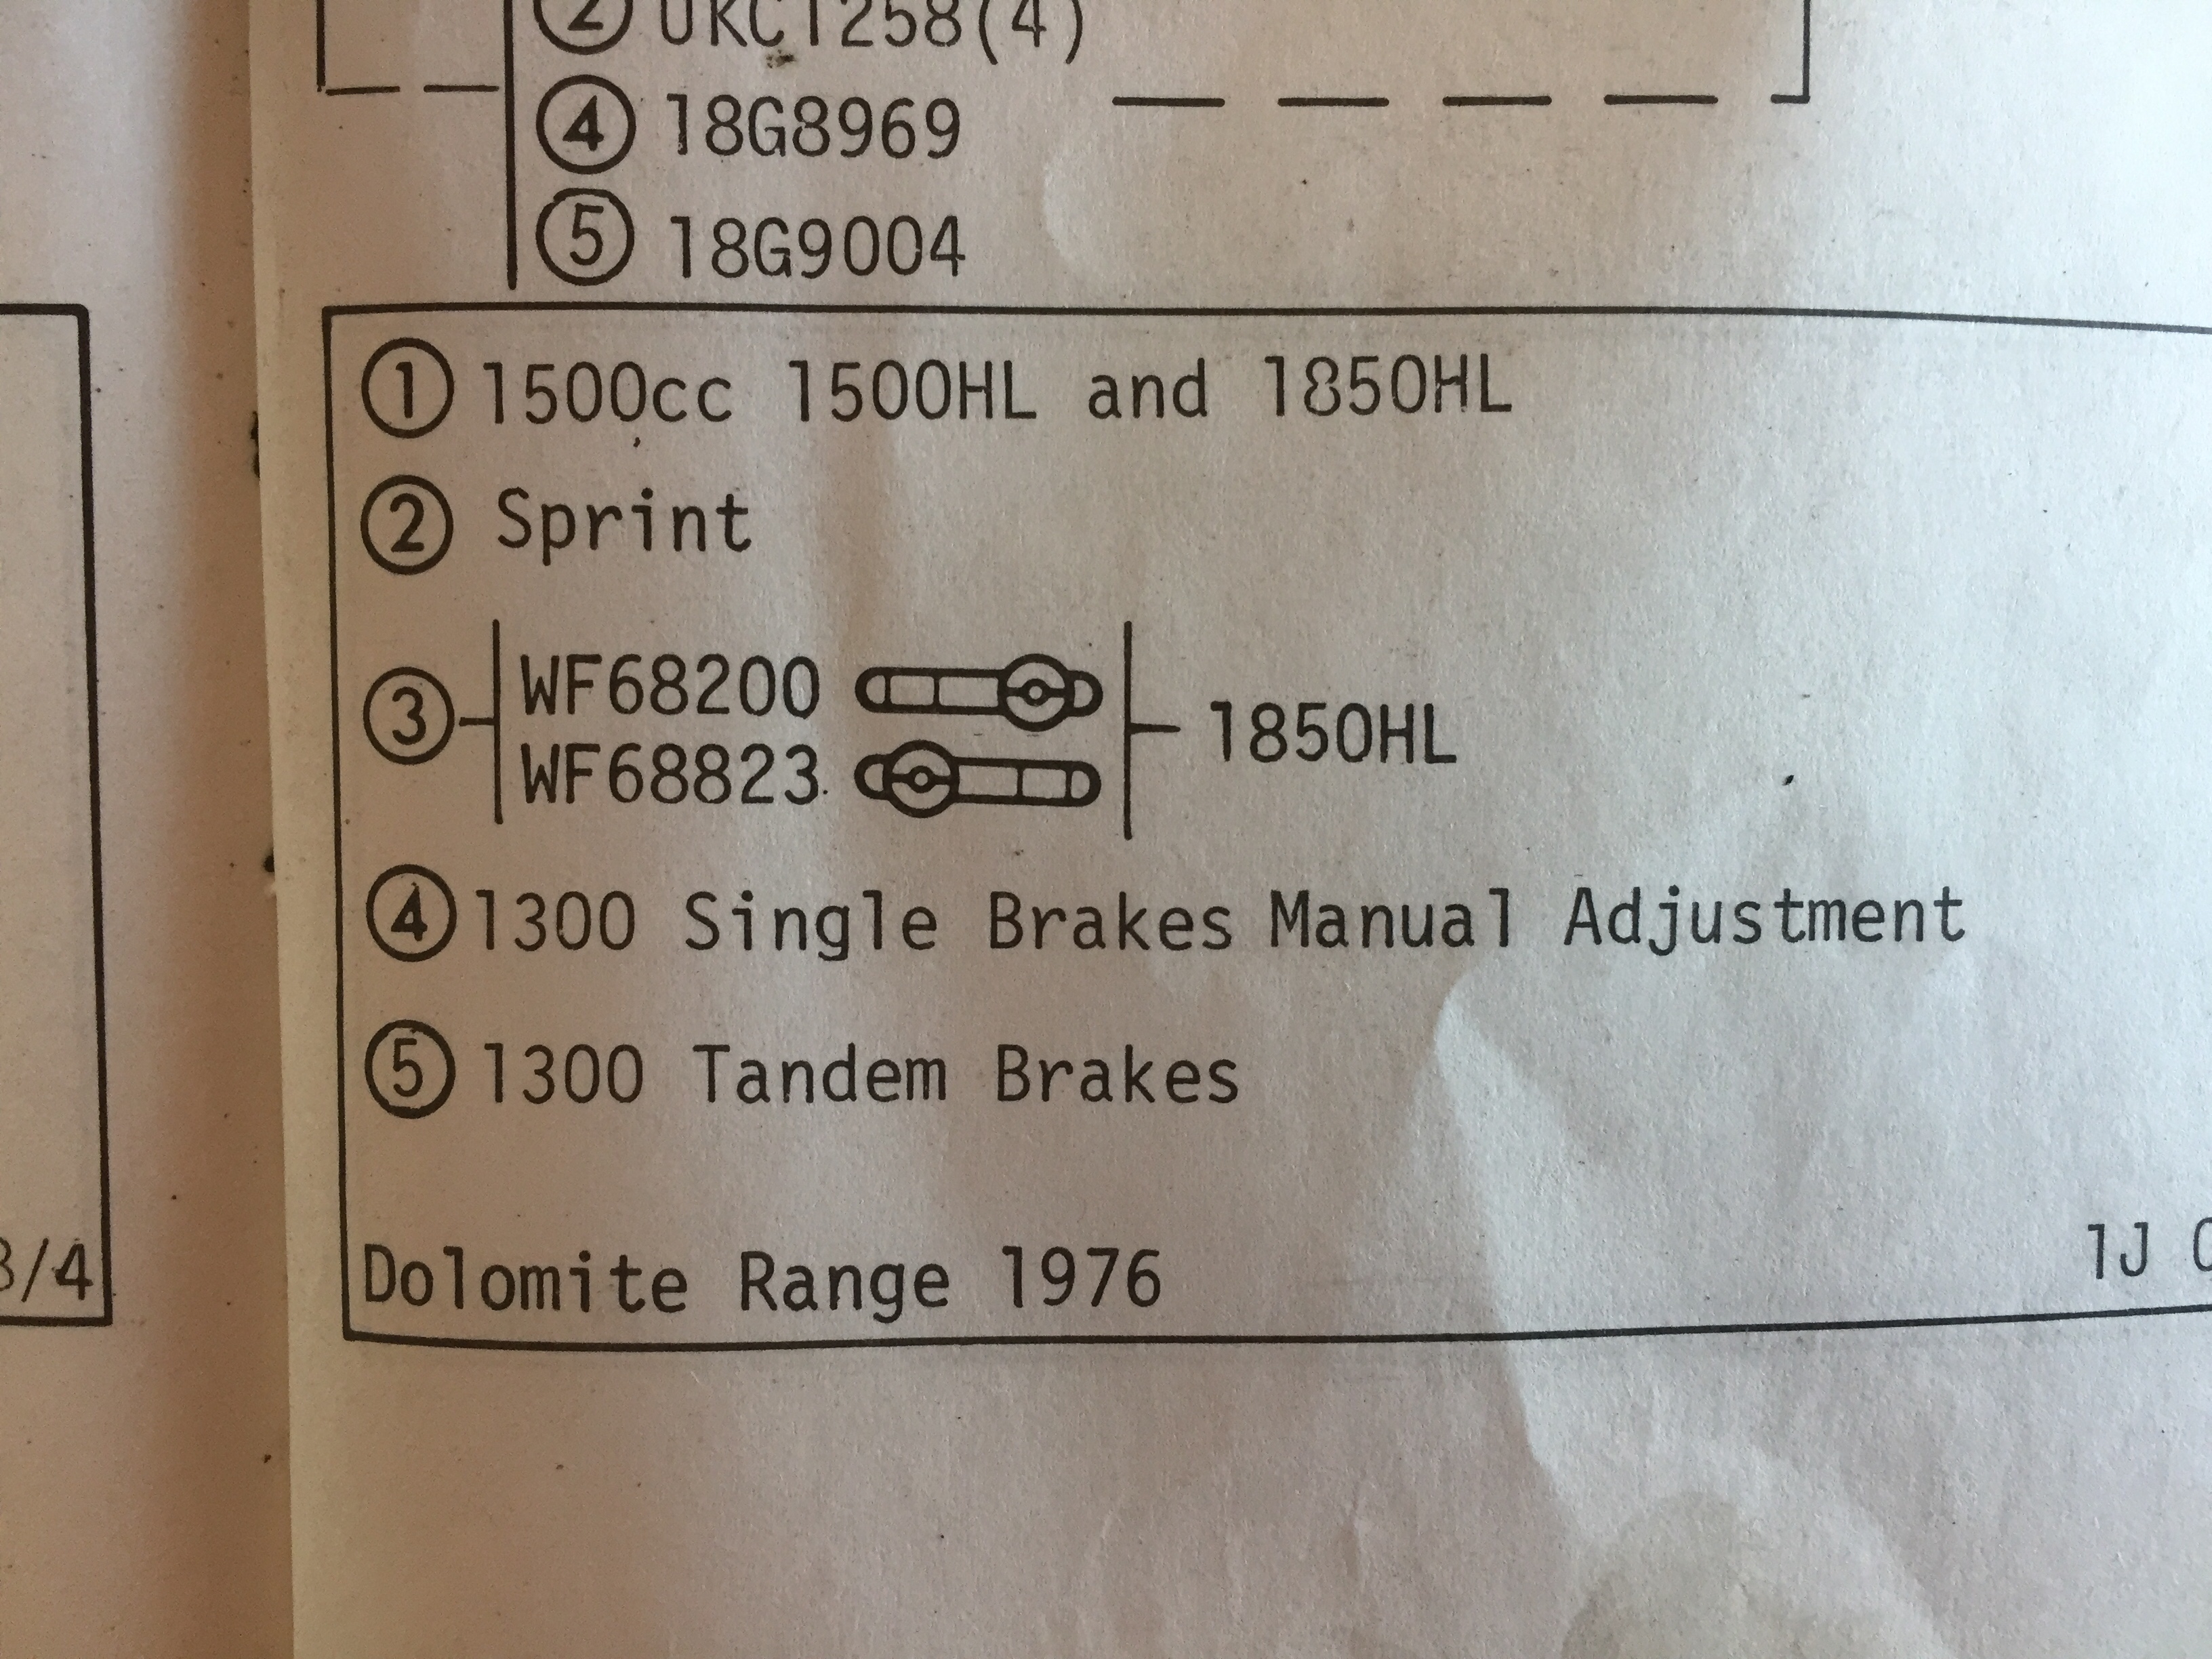 ② UKC1258(4)
④ 18G8969
⑤ 18G9004
① 1500cc 1500HL and 1850HL
② Sprint
③ WF68200
WF68823
1850HL
④ 1300 Single Brakes Manual Adjustment
⑤ 1300 Tandem Brakes
3/4
Dolomite Range 1976 1J